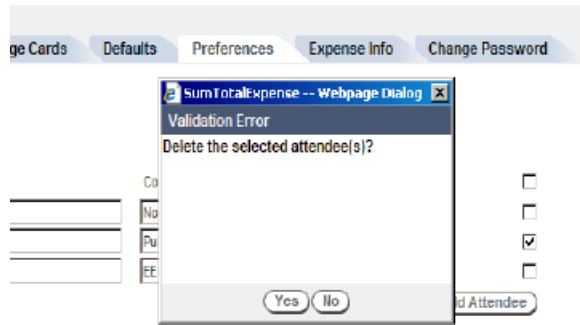 ge Cards Defaults Preferences Expense Info Change Password
SumTotalExpense -- Webpage Dialog
Validation Error
Delete the selected attendee(s)?
Co
No
Pu
EE
Yes No
d Attendee